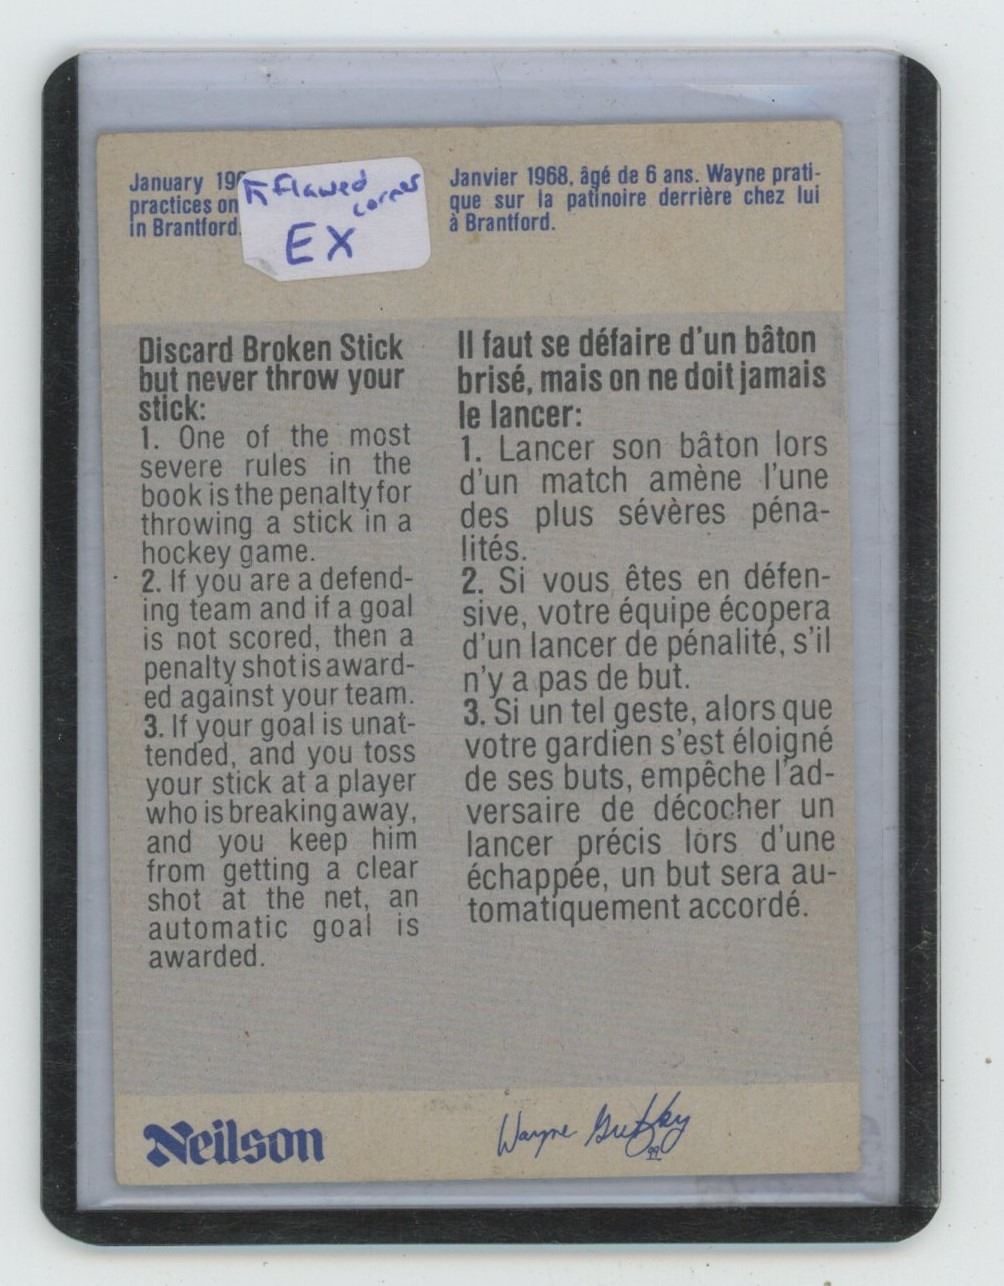 January 196
practices on
in Brantford.
↖ Flawed
corner
EX
Janvier 1968, âgé de 6 ans. Wayne prati-
que sur la patinoire derrière chez lui
à Brantford.
Discard Broken Stick
but never throw your
stick:
1. One of the most
severe rules in the
book is the penalty for
throwing a stick in a
hockey game.
2. If you are a defend-
ing team and if a goal
is not scored, then a
penalty shot is award-
ed against your team.
3. If your goal is unat-
tended, and you toss
your stick at a player
who is breaking away,
and you keep him
from getting a clear
shot at the net, an
automatic goal is
awarded.
Il faut se défaire d'un bâton
brisé, mais on ne doit jamais
le lancer:
1. Lancer son bâton lors
d'un match amène l'une
des plus sévères péna-
lités.
2. Si vous êtes en défen-
sive, votre équipe écopera
d'un lancer de pénalité, s'il
n'y a pas de but.
3. Si un tel geste, alors que
votre gardien s'est éloigné
de ses buts, empêche l'ad-
versaire de décocher un
lancer précis lors d'une
échappée, un but sera au-
tomatiquement accordé.
Neilson
Wayne Gretzky
99